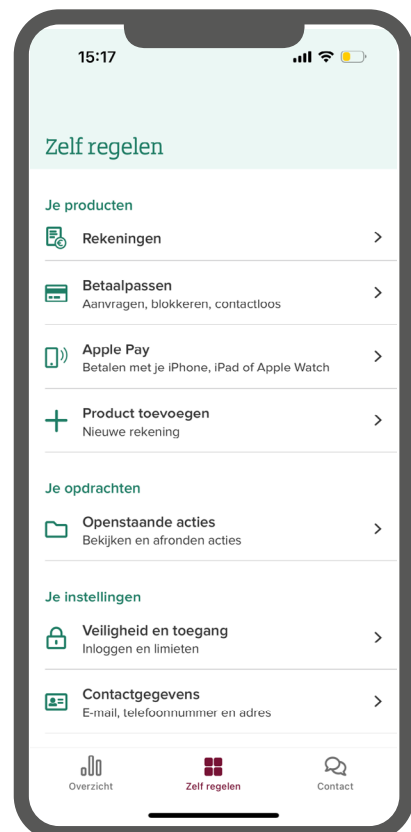 15:17
Zelf regelen
Je producten
Rekeningen
Betaalpassen
Aanvragen, blokkeren, contactloos
Apple Pay
Betalen met je iPhone, iPad of Apple Watch
Product toevoegen
Nieuwe rekening
Je opdrachten
Openstaande acties
Bekijken en afronden acties
Je instellingen
Veiligheid en toegang
Inloggen en limieten
Contactgegevens
E-mail, telefoonnummer en adres
Overzicht
Zelf regelen
Contact